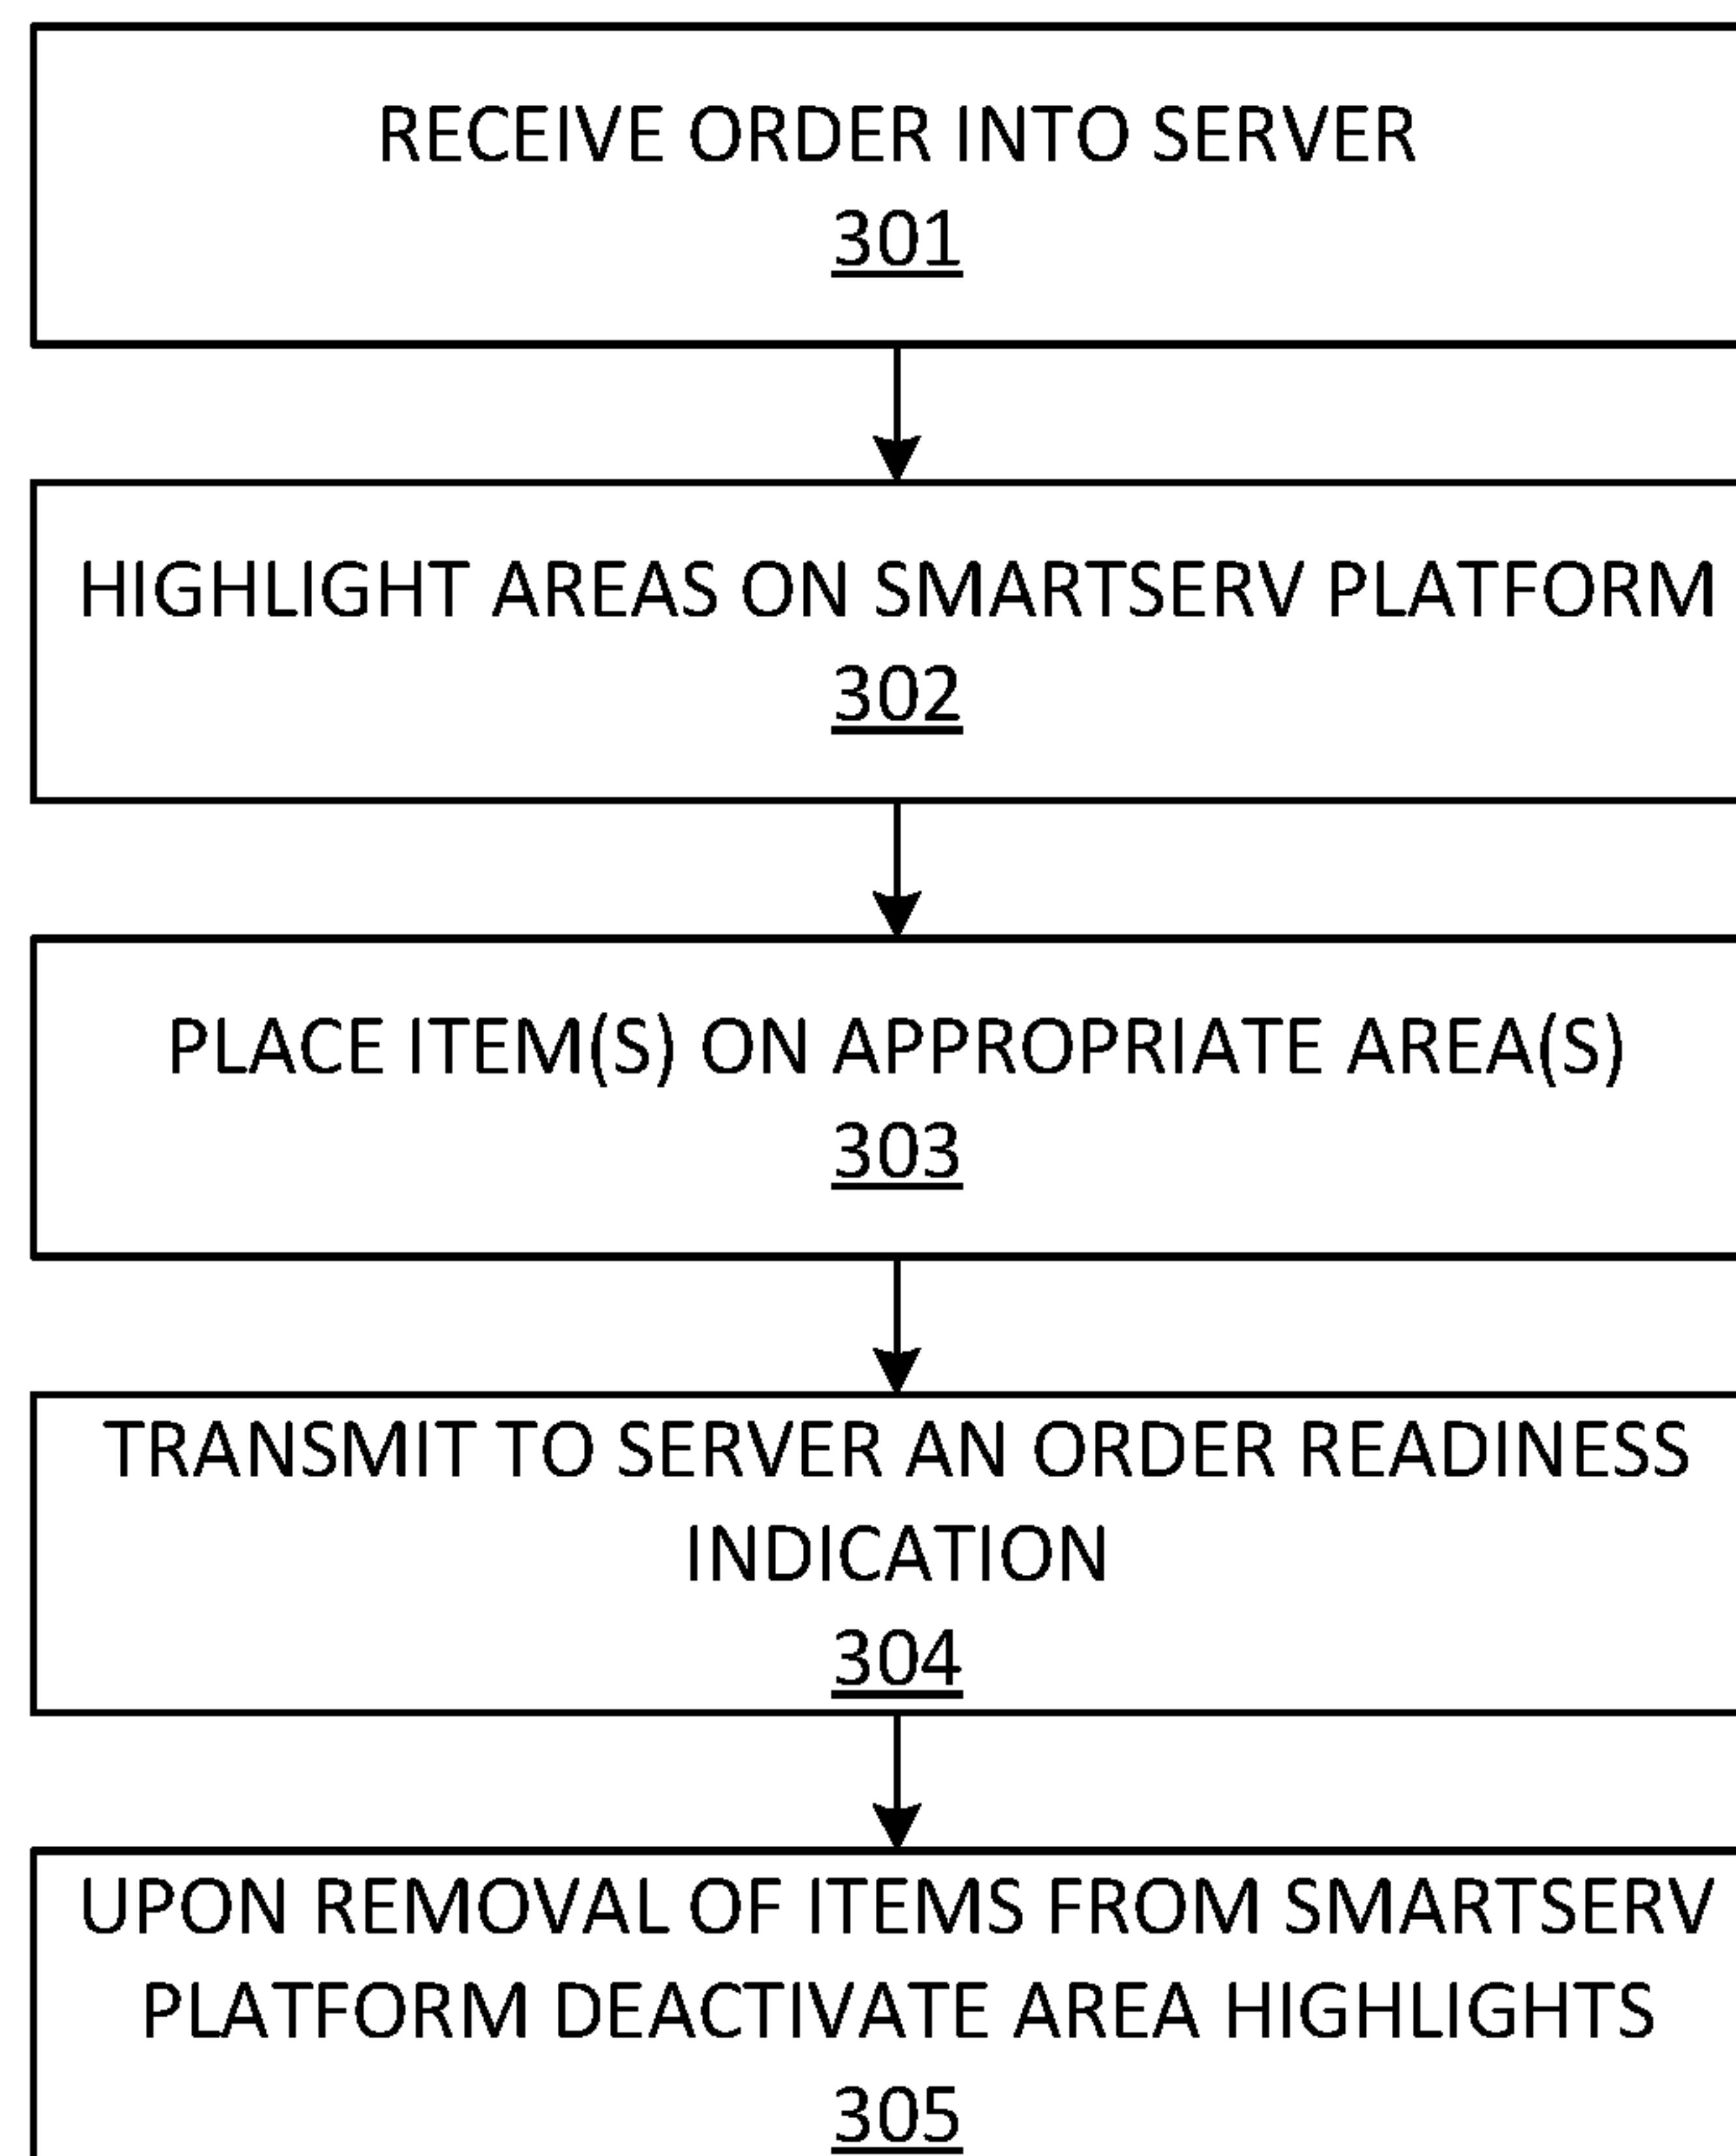 RECEIVE ORDER INTO SERVER
301
HIGHLIGHT AREAS ON SMARTSERV PLATFORM
302
PLACE ITEM(S) ON APPROPRIATE AREA(S)
303
TRANSMIT TO SERVER AN ORDER READINESS
INDICATION
304
UPON REMOVAL OF ITEMS FROM SMARTSERV
PLATFORM DEACTIVATE AREA HIGHLIGHTS
305